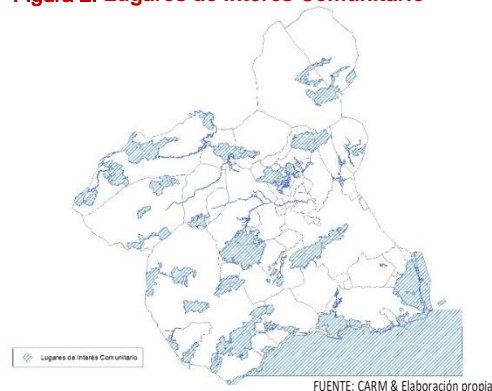 Figura 2. Lugares de Interés Comunitario
Lugares de Interés Comunitario
FUENTE: CARM & Elaboración propia